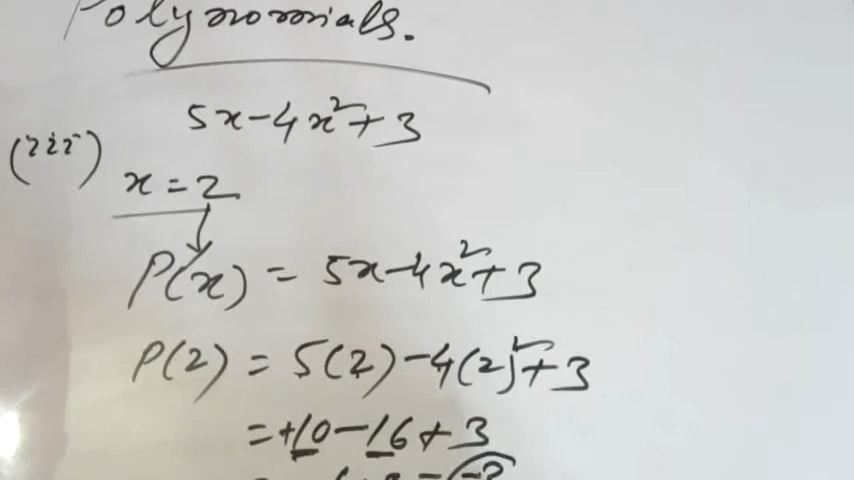 Polynomials.
5x-4x²+3
(iii)
x=2
P(x) = 5x-4x²+3
P(2) = 5(2)-4(2)²+3
=+10-16+3